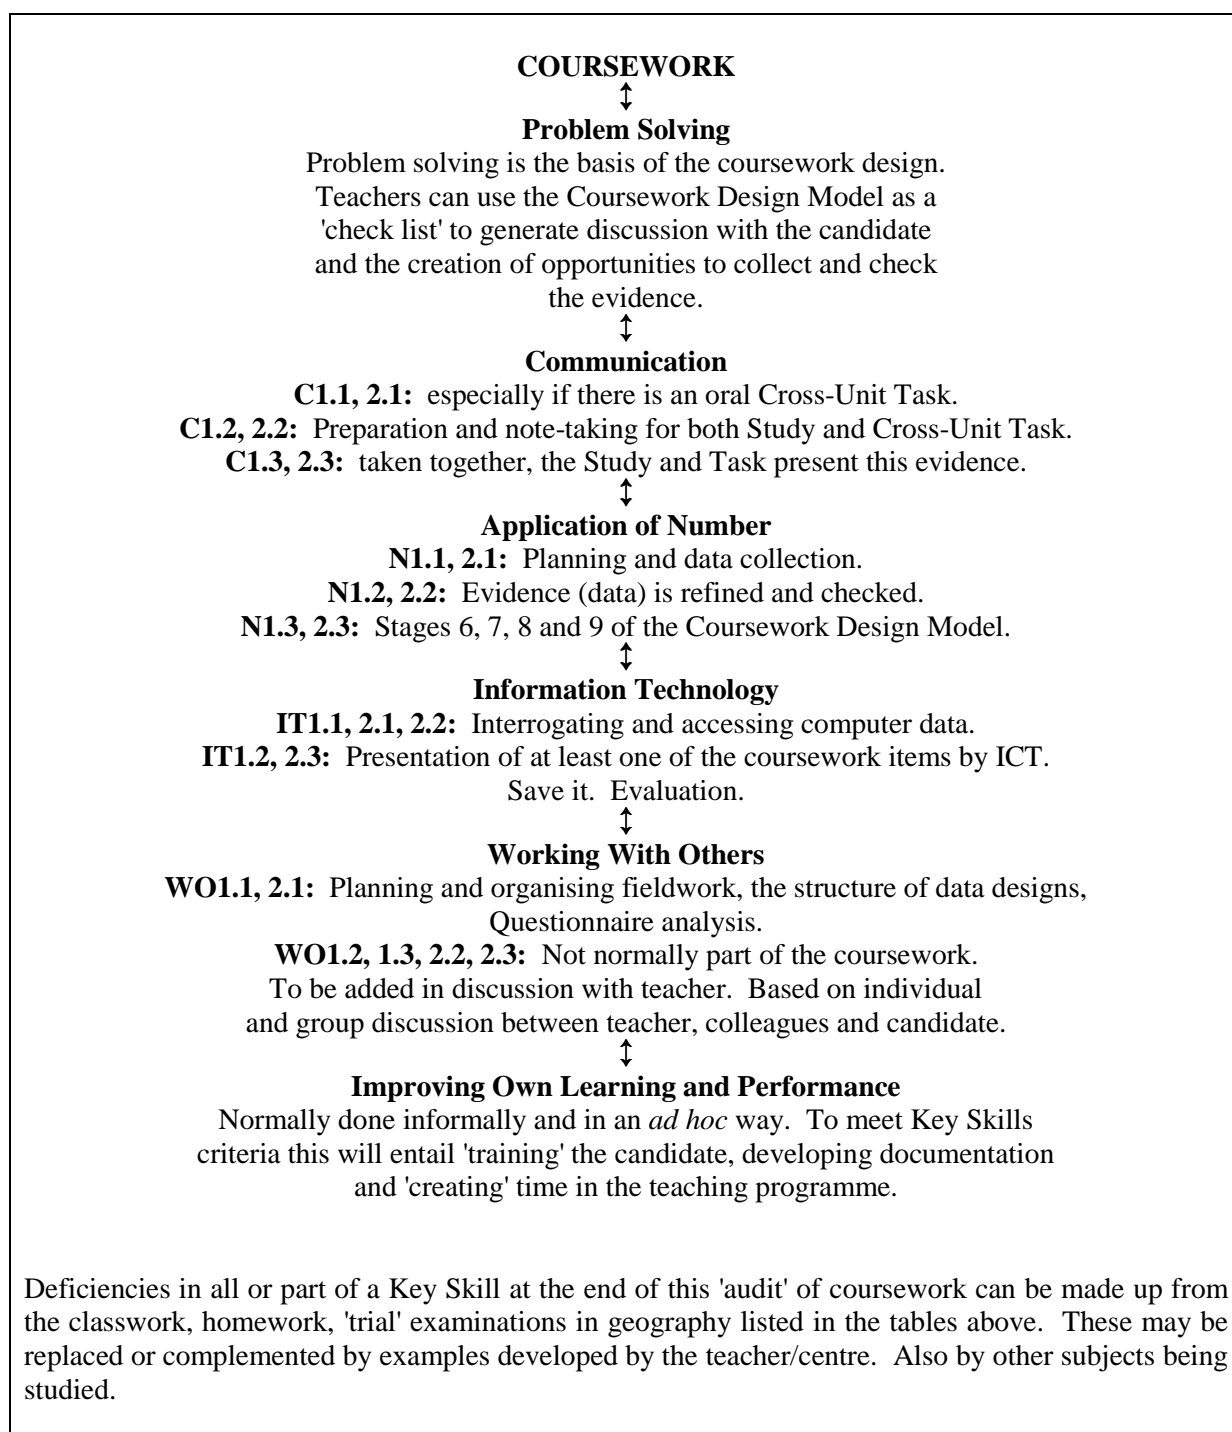 COURSEWORK
↕
Problem Solving
Problem solving is the basis of the coursework design.
Teachers can use the Coursework Design Model as a
'check list' to generate discussion with the candidate
and the creation of opportunities to collect and check
the evidence.
↕
Communication
C1.1, 2.1: especially if there is an oral Cross-Unit Task.
C1.2, 2.2: Preparation and note-taking for both Study and Cross-Unit Task.
C1.3, 2.3: taken together, the Study and Task present this evidence.
↕
Application of Number
N1.1, 2.1: Planning and data collection.
N1.2, 2.2: Evidence (data) is refined and checked.
N1.3, 2.3: Stages 6, 7, 8 and 9 of the Coursework Design Model.
↕
Information Technology
IT1.1, 2.1, 2.2: Interrogating and accessing computer data.
IT1.2, 2.3: Presentation of at least one of the coursework items by ICT.
Save it. Evaluation.
↕
Working With Others
WO1.1, 2.1: Planning and organising fieldwork, the structure of data designs,
Questionnaire analysis.
WO1.2, 1.3, 2.2, 2.3: Not normally part of the coursework.
To be added in discussion with teacher. Based on individual
and group discussion between teacher, colleagues and candidate.
↕
Improving Own Learning and Performance
Normally done informally and in an ad hoc way. To meet Key Skills
criteria this will entail 'training' the candidate, developing documentation
and 'creating' time in the teaching programme.
Deficiencies in all or part of a Key Skill at the end of this 'audit' of coursework can be made up from
the classwork, homework, 'trial' examinations in geography listed in the tables above. These may be
replaced or complemented by examples developed by the teacher/centre. Also by other subjects being
studied.